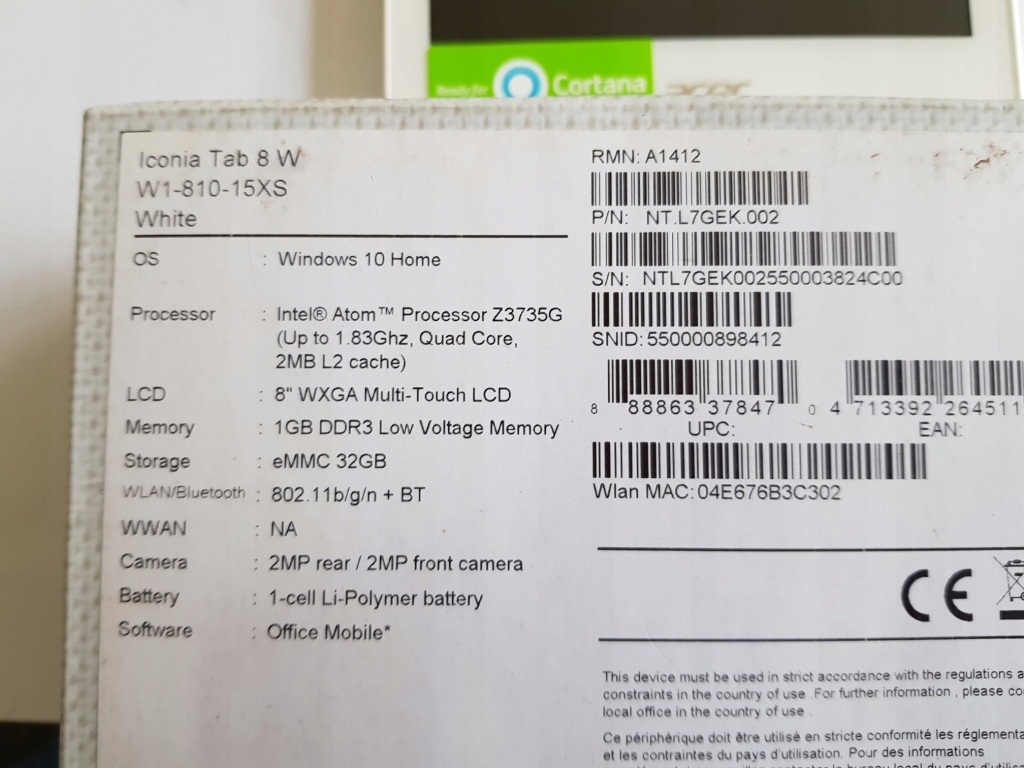 Ready for Cortana acer
Iconia Tab 8 W
W1-810-15XS
White
OS : Windows 10 Home
Processor : Intel® Atom™ Processor Z3735G
(Up to 1.83Ghz, Quad Core,
2MB L2 cache)
LCD : 8" WXGA Multi-Touch LCD
Memory : 1GB DDR3 Low Voltage Memory
Storage : eMMC 32GB
WLAN/Bluetooth : 802.11b/g/n + BT
WWAN : NA
Camera : 2MP rear / 2MP front camera
Battery : 1-cell Li-Polymer battery
Software : Office Mobile*
RMN: A1412
P/N: NT.L7GEK.002
S/N: NTL7GEK002550003824C00
SNID: 550000898412
8 88863 37847 0 4 713392 264511
UPC: EAN:
Wlan MAC: 04E676B3C302
CE
This device must be used in strict accordance with the regulations a
constraints in the country of use .For further information , please co
local office in the country of use .
Ce périphérique doit être utilisé en stricte conformité les réglementa
et les contraintes du pays d'utilisation. Pour des informations
local du pays